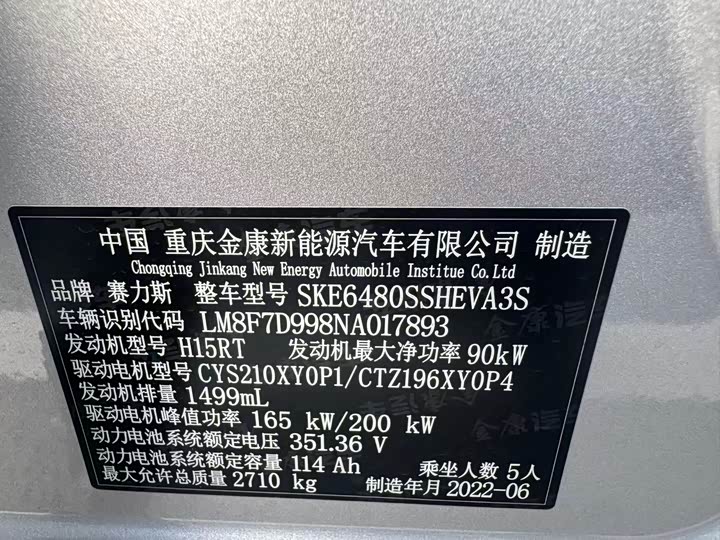 中国 重庆金康新能源汽车有限公司 制造
Chongqing Jinkang New Energy Automobile Institue Co.Ltd
品牌 赛力斯 整车型号 SKE6480SSHEVA3S
车辆识别代码 LM8F7D998NA017893
发动机型号 H15RT 发动机最大净功率 90kW
驱动电机型号 CYS210XY0P1/CTZ196XY0P4
发动机排量 1499mL
驱动电机峰值功率 165 kW/200 kW
动力电池系统额定电压 351.36 V
动力电池系统额定容量 114 Ah 乘坐人数 5人
最大允许总质量 2710 kg 制造年月 2022-06
金康汽车